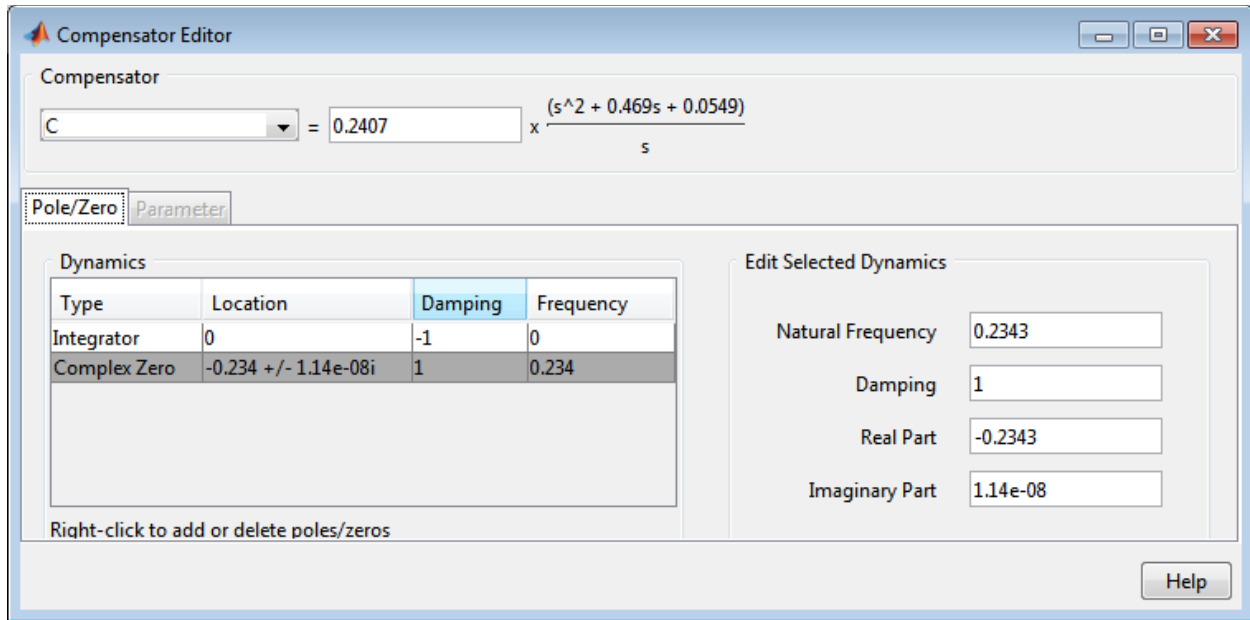 Compensator Editor
Compensator
C = 0.2407 x (s^2 + 0.469s + 0.0549)
s
Pole/Zero Parameter
Dynamics
Type Location Damping Frequency
Integrator 0 -1 0
Complex Zero -0.234 +/- 1.14e-08i 1 0.234
Right-click to add or delete poles/zeros
Edit Selected Dynamics
Natural Frequency 0.2343
Damping 1
Real Part -0.2343
Imaginary Part 1.14e-08
Help